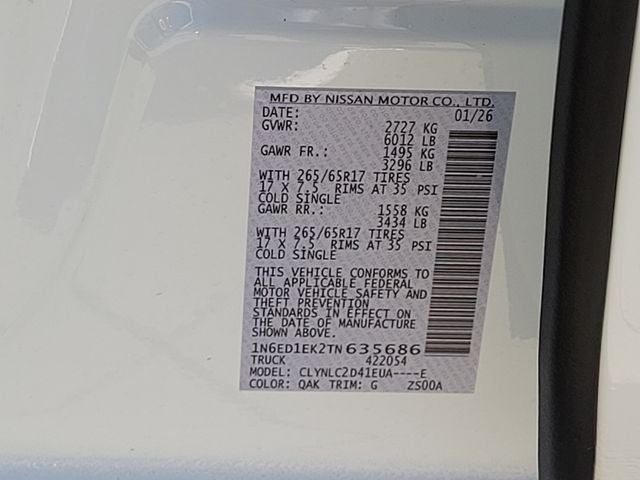 MFD BY NISSAN MOTOR CO., LTD.
DATE: 01/26
GVWR: 2727 KG
6012 LB
GAWR FR.: 1495 KG
3296 LB
WITH 265/65R17 TIRES
17 X 7.5 RIMS AT 35 PSI
COLD SINGLE
GAWR RR.: 1558 KG
3434 LB
WITH 265/65R17 TIRES
17 X 7.5 RIMS AT 35 PSI
COLD SINGLE
THIS VEHICLE CONFORMS TO
ALL APPLICABLE FEDERAL
MOTOR VEHICLE SAFETY AND
THEFT PREVENTION
STANDARDS IN EFFECT ON THE
DATE OF MANUFACTURE
SHOWN ABOVE.
1N6ED1EK2TN635686
TRUCK 422054
MODEL: CLYNLC2D41EUA----E
COLOR: QAK TRIM: G ZS00A